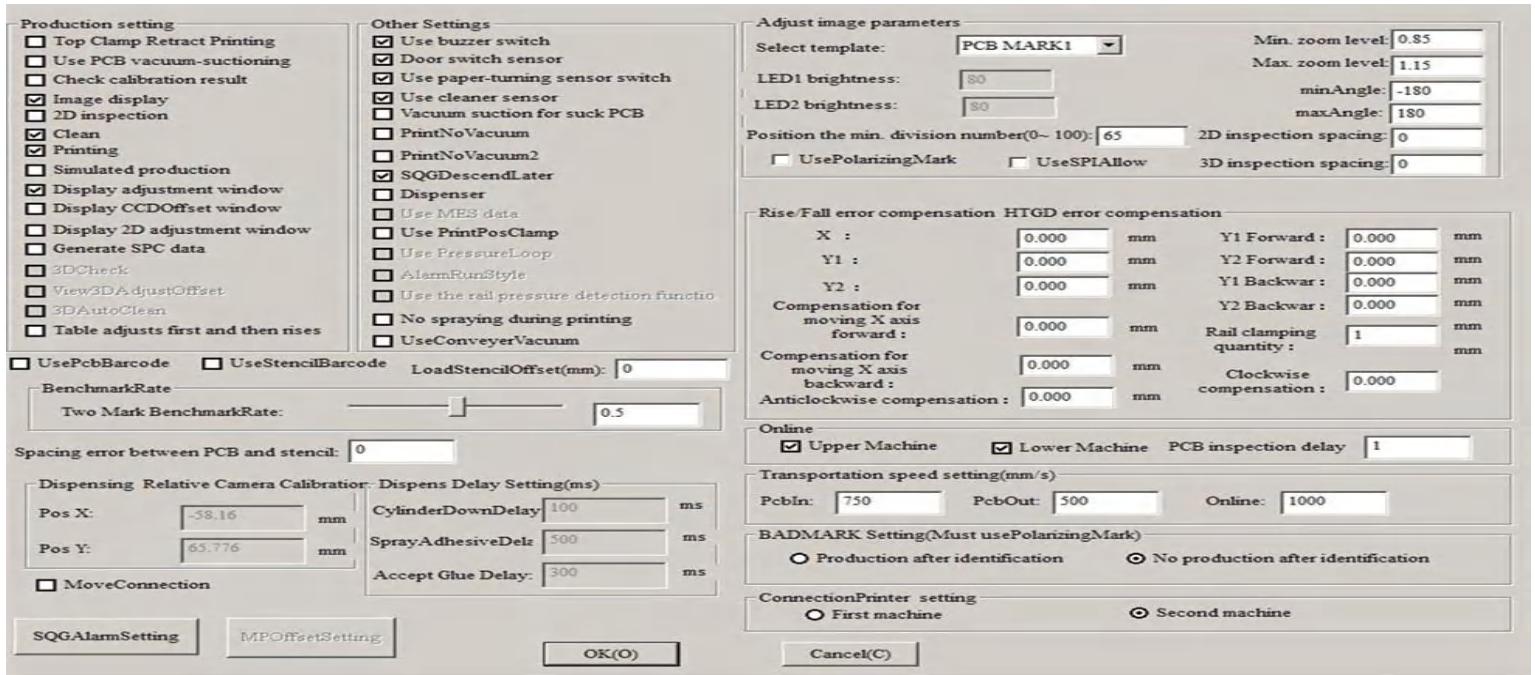 Production setting
Top Clamp Retract Printing
Use PCB vacuum-suctioning
Check calibration result
Image display
2D inspection
Clean
Printing
Simulated production
Display adjustment window
Display CCDOffset window
Display 2D adjustment window
Generate SPC data
3DCheck
View3DAdjustOffset
3DAutoClean
Table adjusts first and then rises
Other Settings
Use buzzer switch
Door switch sensor
Use paper-turning sensor switch
Use cleaner sensor
Vacuum suction for suck PCB
PrintNoVacuum
PrintNoVacuum2
SQGDescendLater
Dispenser
Use MES data
Use PrintPosClamp
Use PressureLoop
AlarmRunStyle
Use the rail pressure detection functio
No spraying during printing
UseConveyerVacuum
UsePcbBarcode UseStencilBarcode LoadStencilOffset(mm): 0
BenchmarkRate
Two Mark BenchmarkRate: 0.5
Spacing error between PCB and stencil: 0
Dispensing Relative Camera Calibration
Pos X: -58.16 mm
Pos Y: 65.776 mm
MoveConnection
Dispens Delay Setting(ms)
CylinderDownDelay 100 ms
SprayAdhesiveDela 500 ms
Accept Glue Delay: 300 ms
SQGAlarmSetting MPOffsetSetting
OK(O) Cancel(C)
Adjust image parameters
Select template: PCB MARK1 Min. zoom level: 0.85
Max. zoom level: 1.15
LED1 brightness: 80 minAngle: -180
LED2 brightness: 80 maxAngle: 180
Position the min. division number(0~ 100): 65 2D inspection spacing: 0
UsePolarizingMark UseSPIAllow 3D inspection spacing: 0
Rise/Fall error compensation HTGD error compensation
X : 0.000 mm Y1 Forward : 0.000 mm
Y1 : 0.000 mm Y2 Forward : 0.000 mm
Y2 : 0.000 mm Y1 Backwar : 0.000 mm
Y2 Backwar : 0.000 mm
Compensation for
moving X axis
forward : 0.000 mm
Rail clamping
quantity : 1 mm
mm
Compensation for
moving X axis
backward : 0.000 mm
Clockwise
compensation : 0.000
Anticlockwise compensation : 0.000 mm
Online
Upper Machine Lower Machine PCB inspection delay 1
Transportation speed setting(mm/s)
PcbIn: 750 PcbOut: 500 Online: 1000
BADMARK Setting(Must usePolarizingMark)
Production after identification No production after identification
ConnectionPrinter setting
First machine Second machine